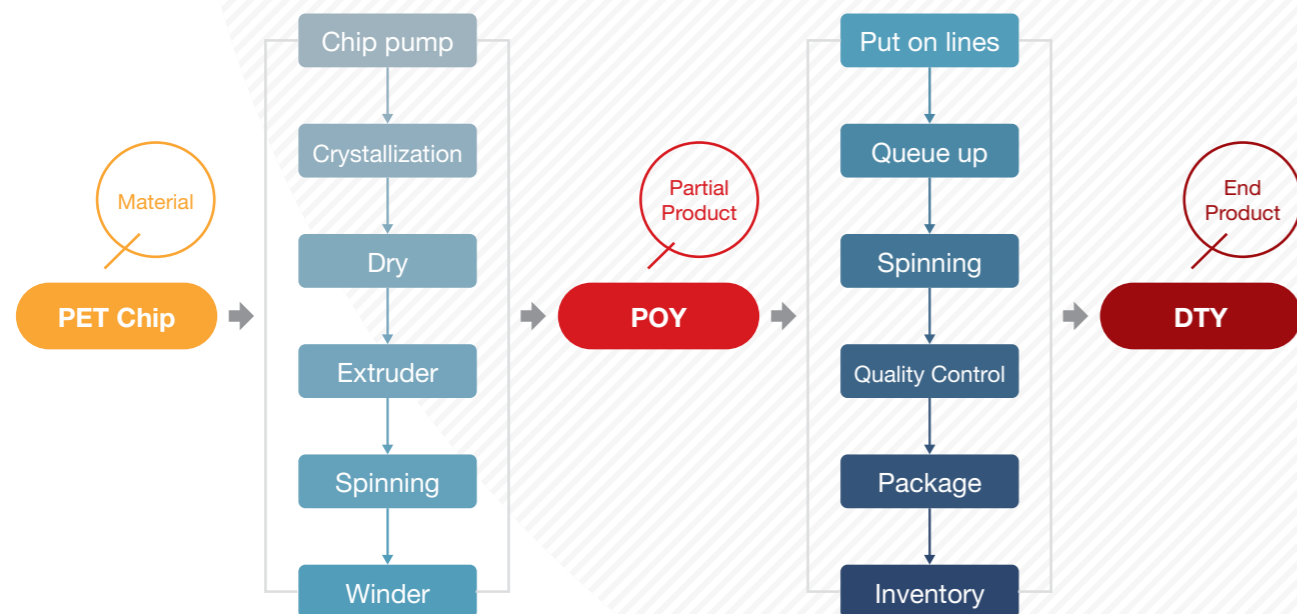 Material
PET Chip
Chip pump
Crystallization
Dry
Extruder
Spinning
Winder
Partial
Product
POY
Put on lines
Queue up
Spinning
Quality Control
Package
Inventory
End
Product
DTY